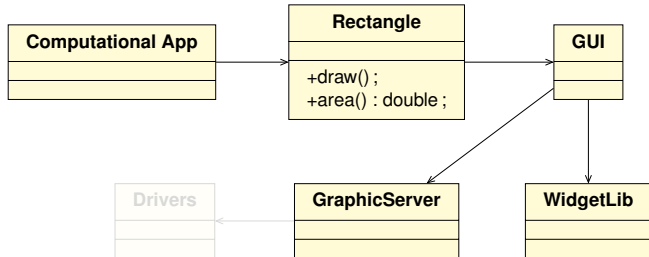 Computational App
Rectangle
+draw() ;
+area() : double ;
GUI
Drivers
GraphicServer
WidgetLib